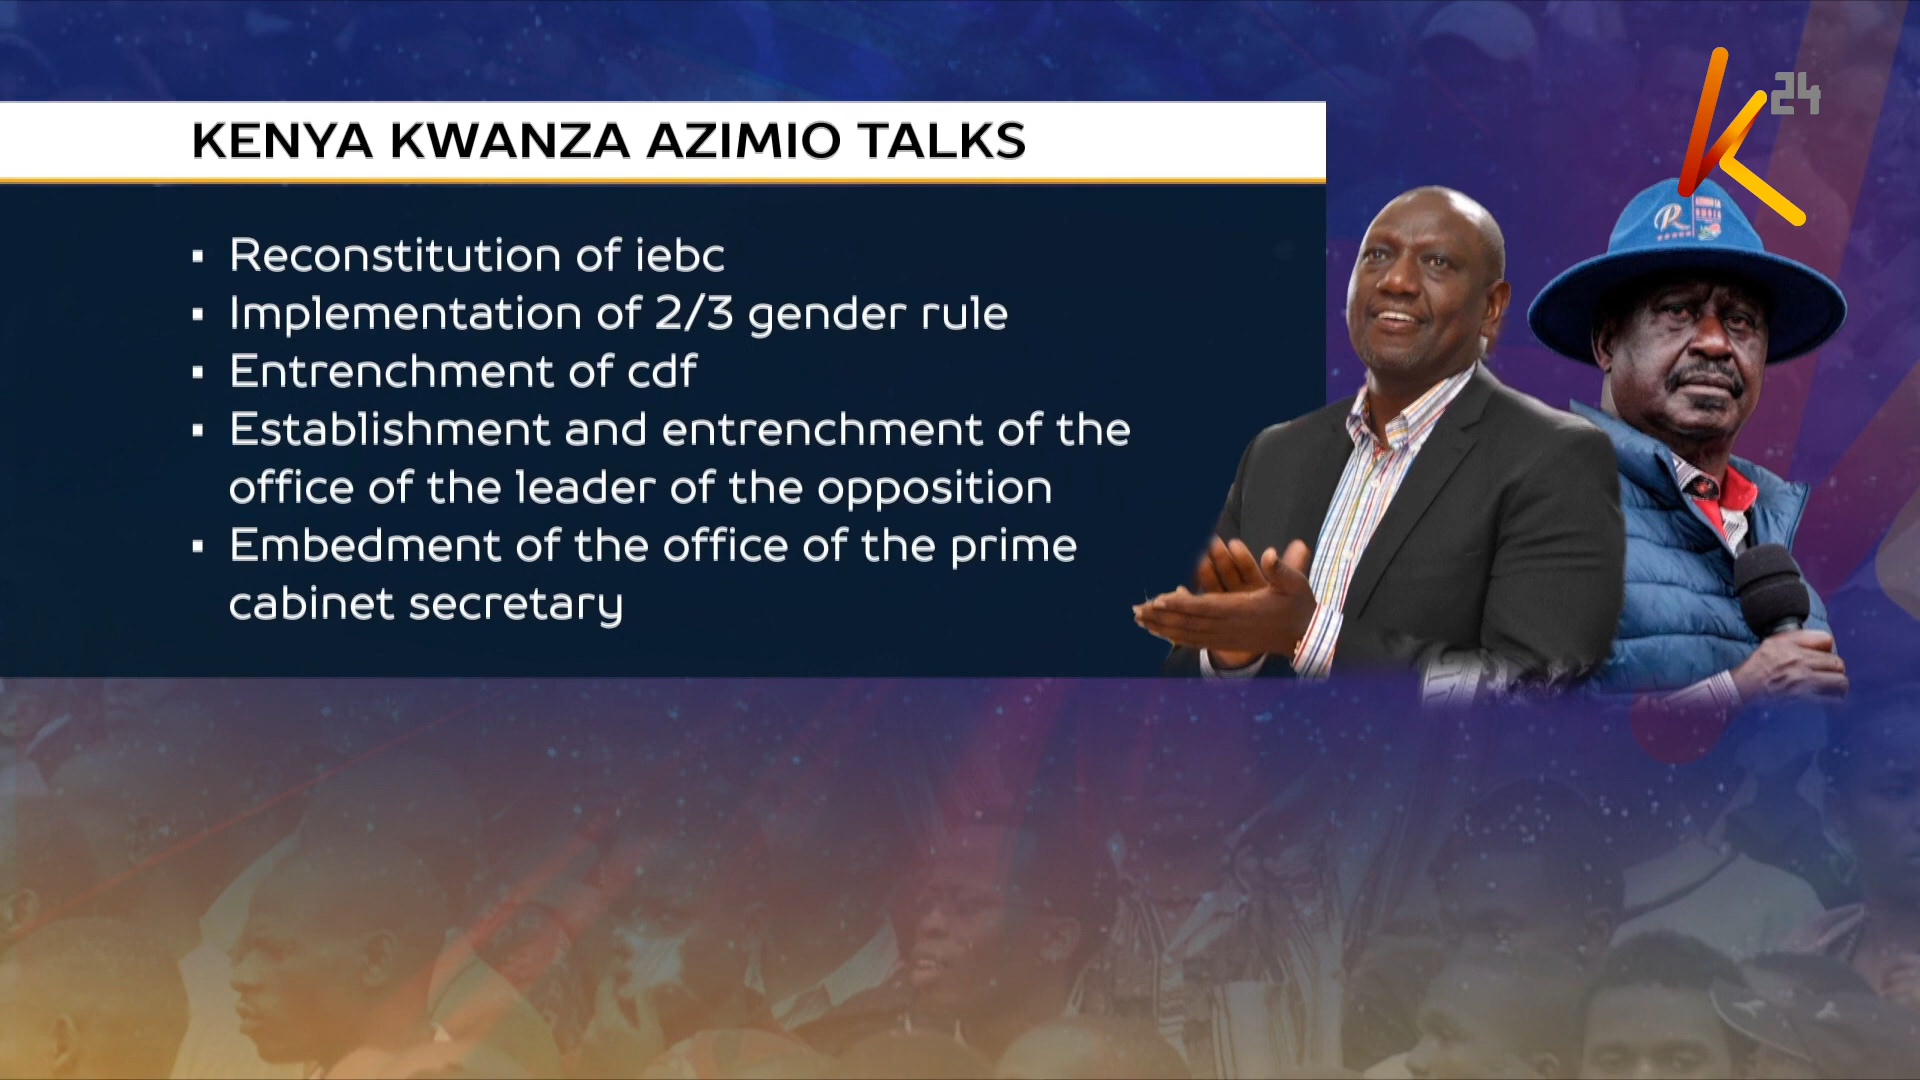 KENYA KWANZA AZIMIO TALKS
▪ Reconstitution of iebc
▪ Implementation of 2/3 gender rule
▪ Entrenchment of cdf
▪ Establishment and entrenchment of the
office of the leader of the opposition
▪ Embedment of the office of the prime
cabinet secretary
K24
R